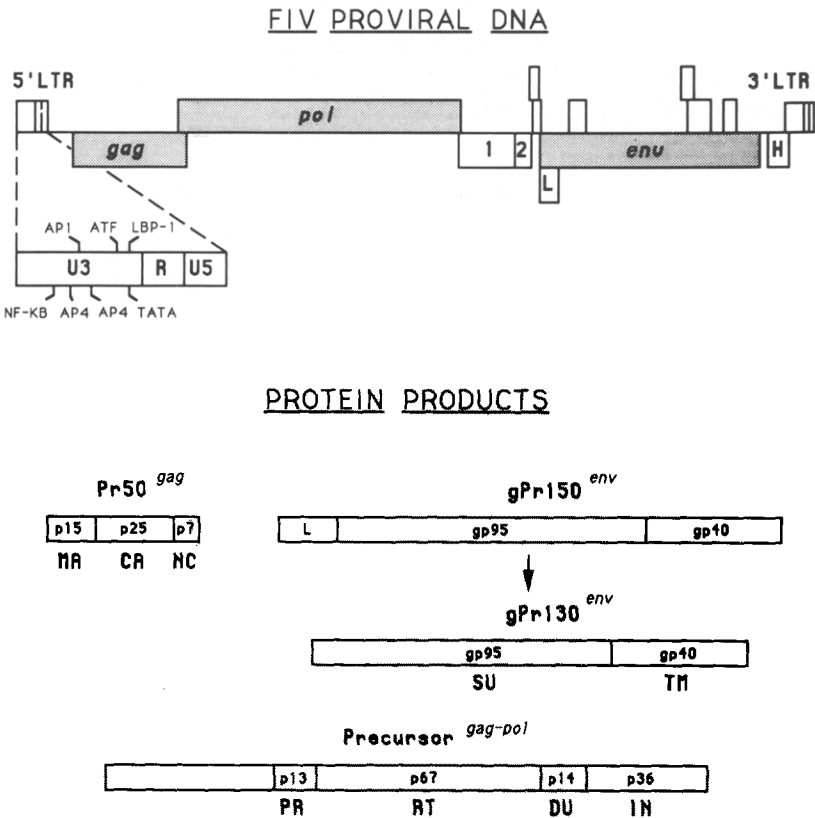 FIV PROVIRAL DNA
5'LTR
3'LTR
pol
gag
1 2
env
H
L
AP1 ATF LBP-1
U3 R U5
NF-KB AP4 AP4 TATA
PROTEIN PRODUCTS
Pr50 gag
p15 p25 p7
MA CA NC
gPr150 env
L gp95 gp40
gPr130 env
gp95 gp40
SU TM
Precursor gag-pol
p13 p67 p14 p36
PR RT DU IN